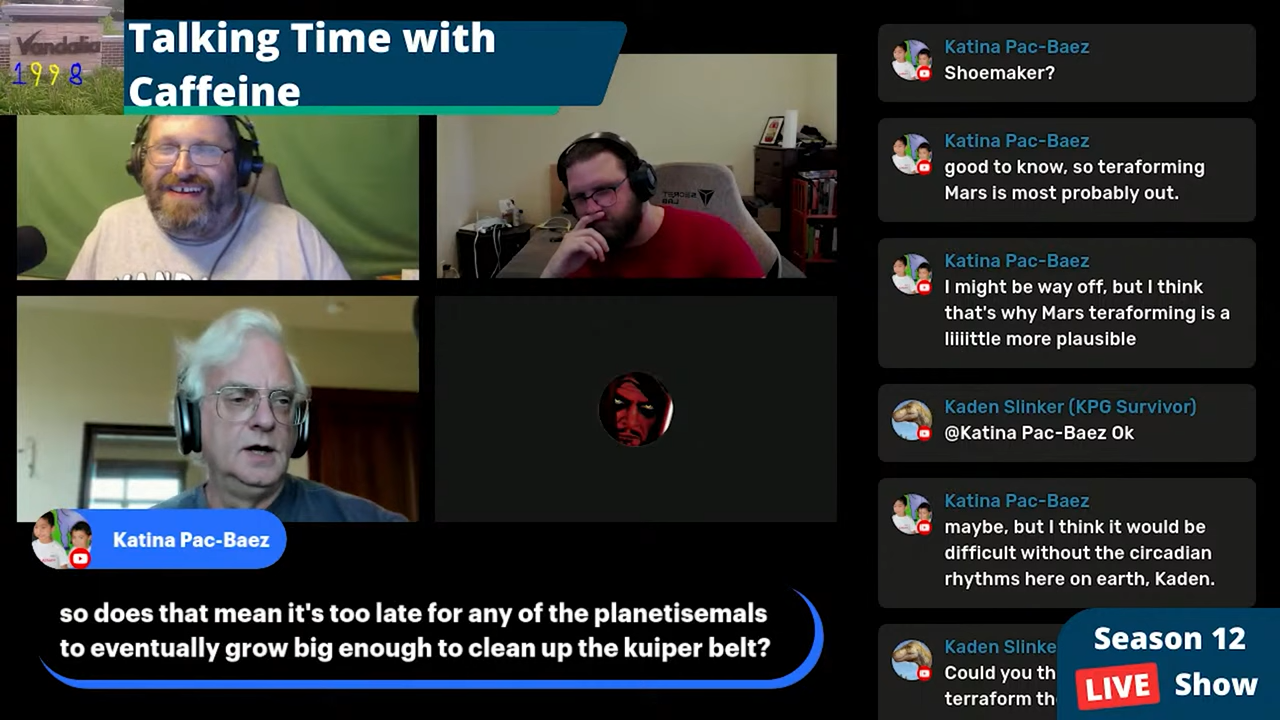 Vandalia
1998
Talking Time with
Caffeine
SECRET
LAB
Katina Pac-Baez
so does that mean it's too late for any of the planetisemals
to eventually grow big enough to clean up the kuiper belt?
Katina Pac-Baez
Shoemaker?
Katina Pac-Baez
good to know, so teraforming
Mars is most probably out.
Katina Pac-Baez
I might be way off, but I think
that's why Mars teraforming is a
liiiittle more plausible
Kaden Slinker (KPG Survivor)
@Katina Pac-Baez Ok
Katina Pac-Baez
maybe, but I think it would be
difficult without the circadian
rhythms here on earth, Kaden.
Kaden Slinke
Could you th
terraform th
Season 12
LIVE Show